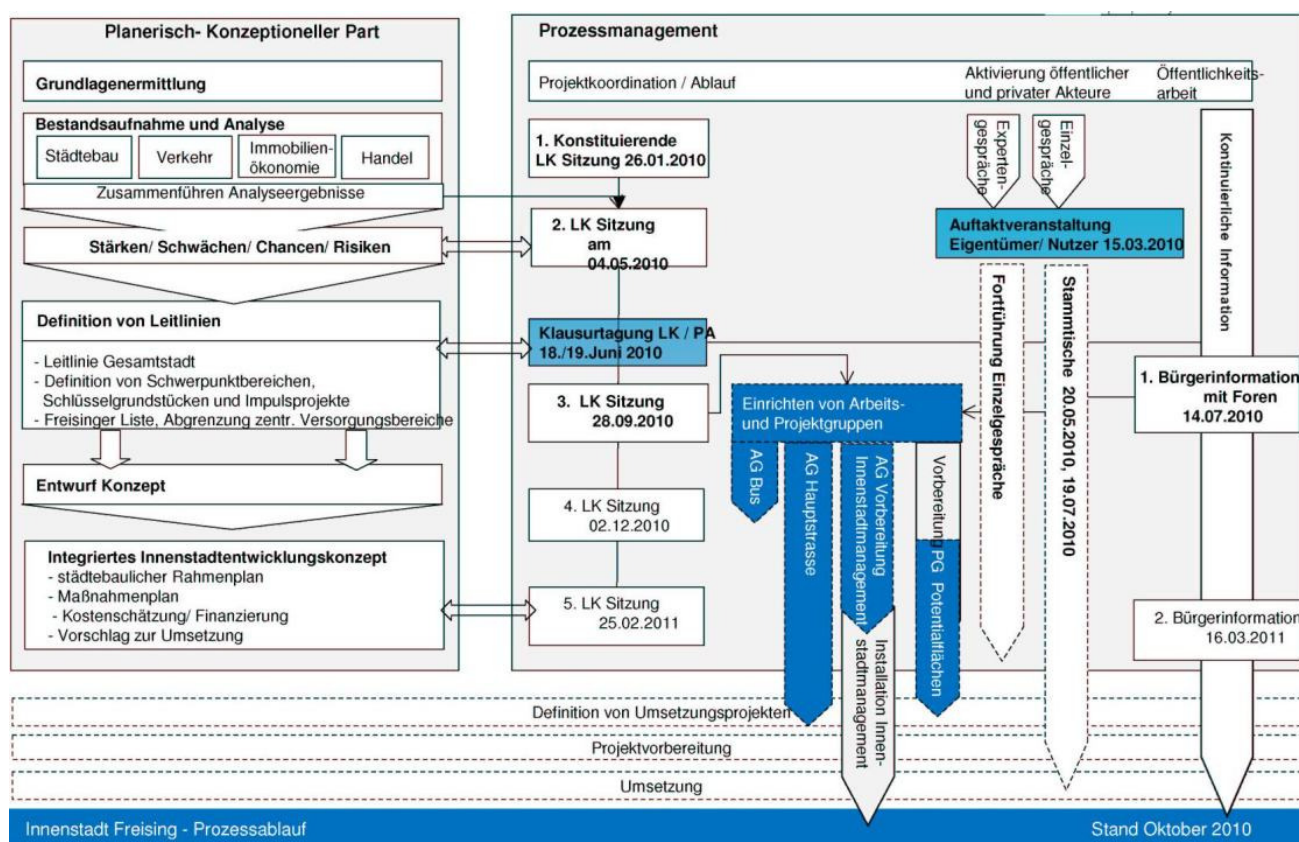 Planerisch- Konzeptioneller Part
Grundlagenermittlung
Bestandsaufnahme und Analyse
Städtebau
Verkehr
Immobilien-
ökonomie
Handel
Zusammenführen Analyseergebnisse
Stärken/ Schwächen/ Chancen/ Risiken
Definition von Leitlinien
- Leitlinie Gesamtstadt
- Definition von Schwerpunktbereichen,
Schlüsselgrundstücken und Impulsprojekte
- Freisinger Liste, Abgrenzung zentr. Versorgungsbereiche
Entwurf Konzept
Integriertes Innenstadtentwicklungskonzept
- städtebaulicher Rahmenplan
- Maßnahmenplan
- Kostenschätzung/ Finanzierung
- Vorschlag zur Umsetzung
Prozessmanagement
Projektkoordination / Ablauf
Aktivierung öffentlicher
und privater Akteure
Öffentlichkeits-
arbeit
1. Konstituierende
LK Sitzung 26.01.2010
2. LK Sitzung
am
04.05.2010
Klausurtagung LK / PA
18./19.Juni 2010
3. LK Sitzung
28.09.2010
4. LK Sitzung
02.12.2010
5. LK Sitzung
25.02.2011
Experten-
gespräche
Einzel-
gespräche
Auftaktveranstaltung
Eigentümer/ Nutzer 15.03.2010
Einrichten von Arbeits-
und Projektgruppen
AG Bus
AG Hauptstrasse
AG Vorbereitung
Innenstadtmanagement
Installation Innen-
stadtmanagement
Vorbereitung PG Potentialflächen
Fortführung Einzelgespräche
Stammtische 20.05.2010, 19.07.2010
Kontinuierliche Information
1. Bürgerinformation
mit Foren
14.07.2010
2. Bürgerinformation
16.03.2011
Definition von Umsetzungsprojekten
Projektvorbereitung
Umsetzung
Innenstadt Freising - Prozessablauf
Stand Oktober 2010